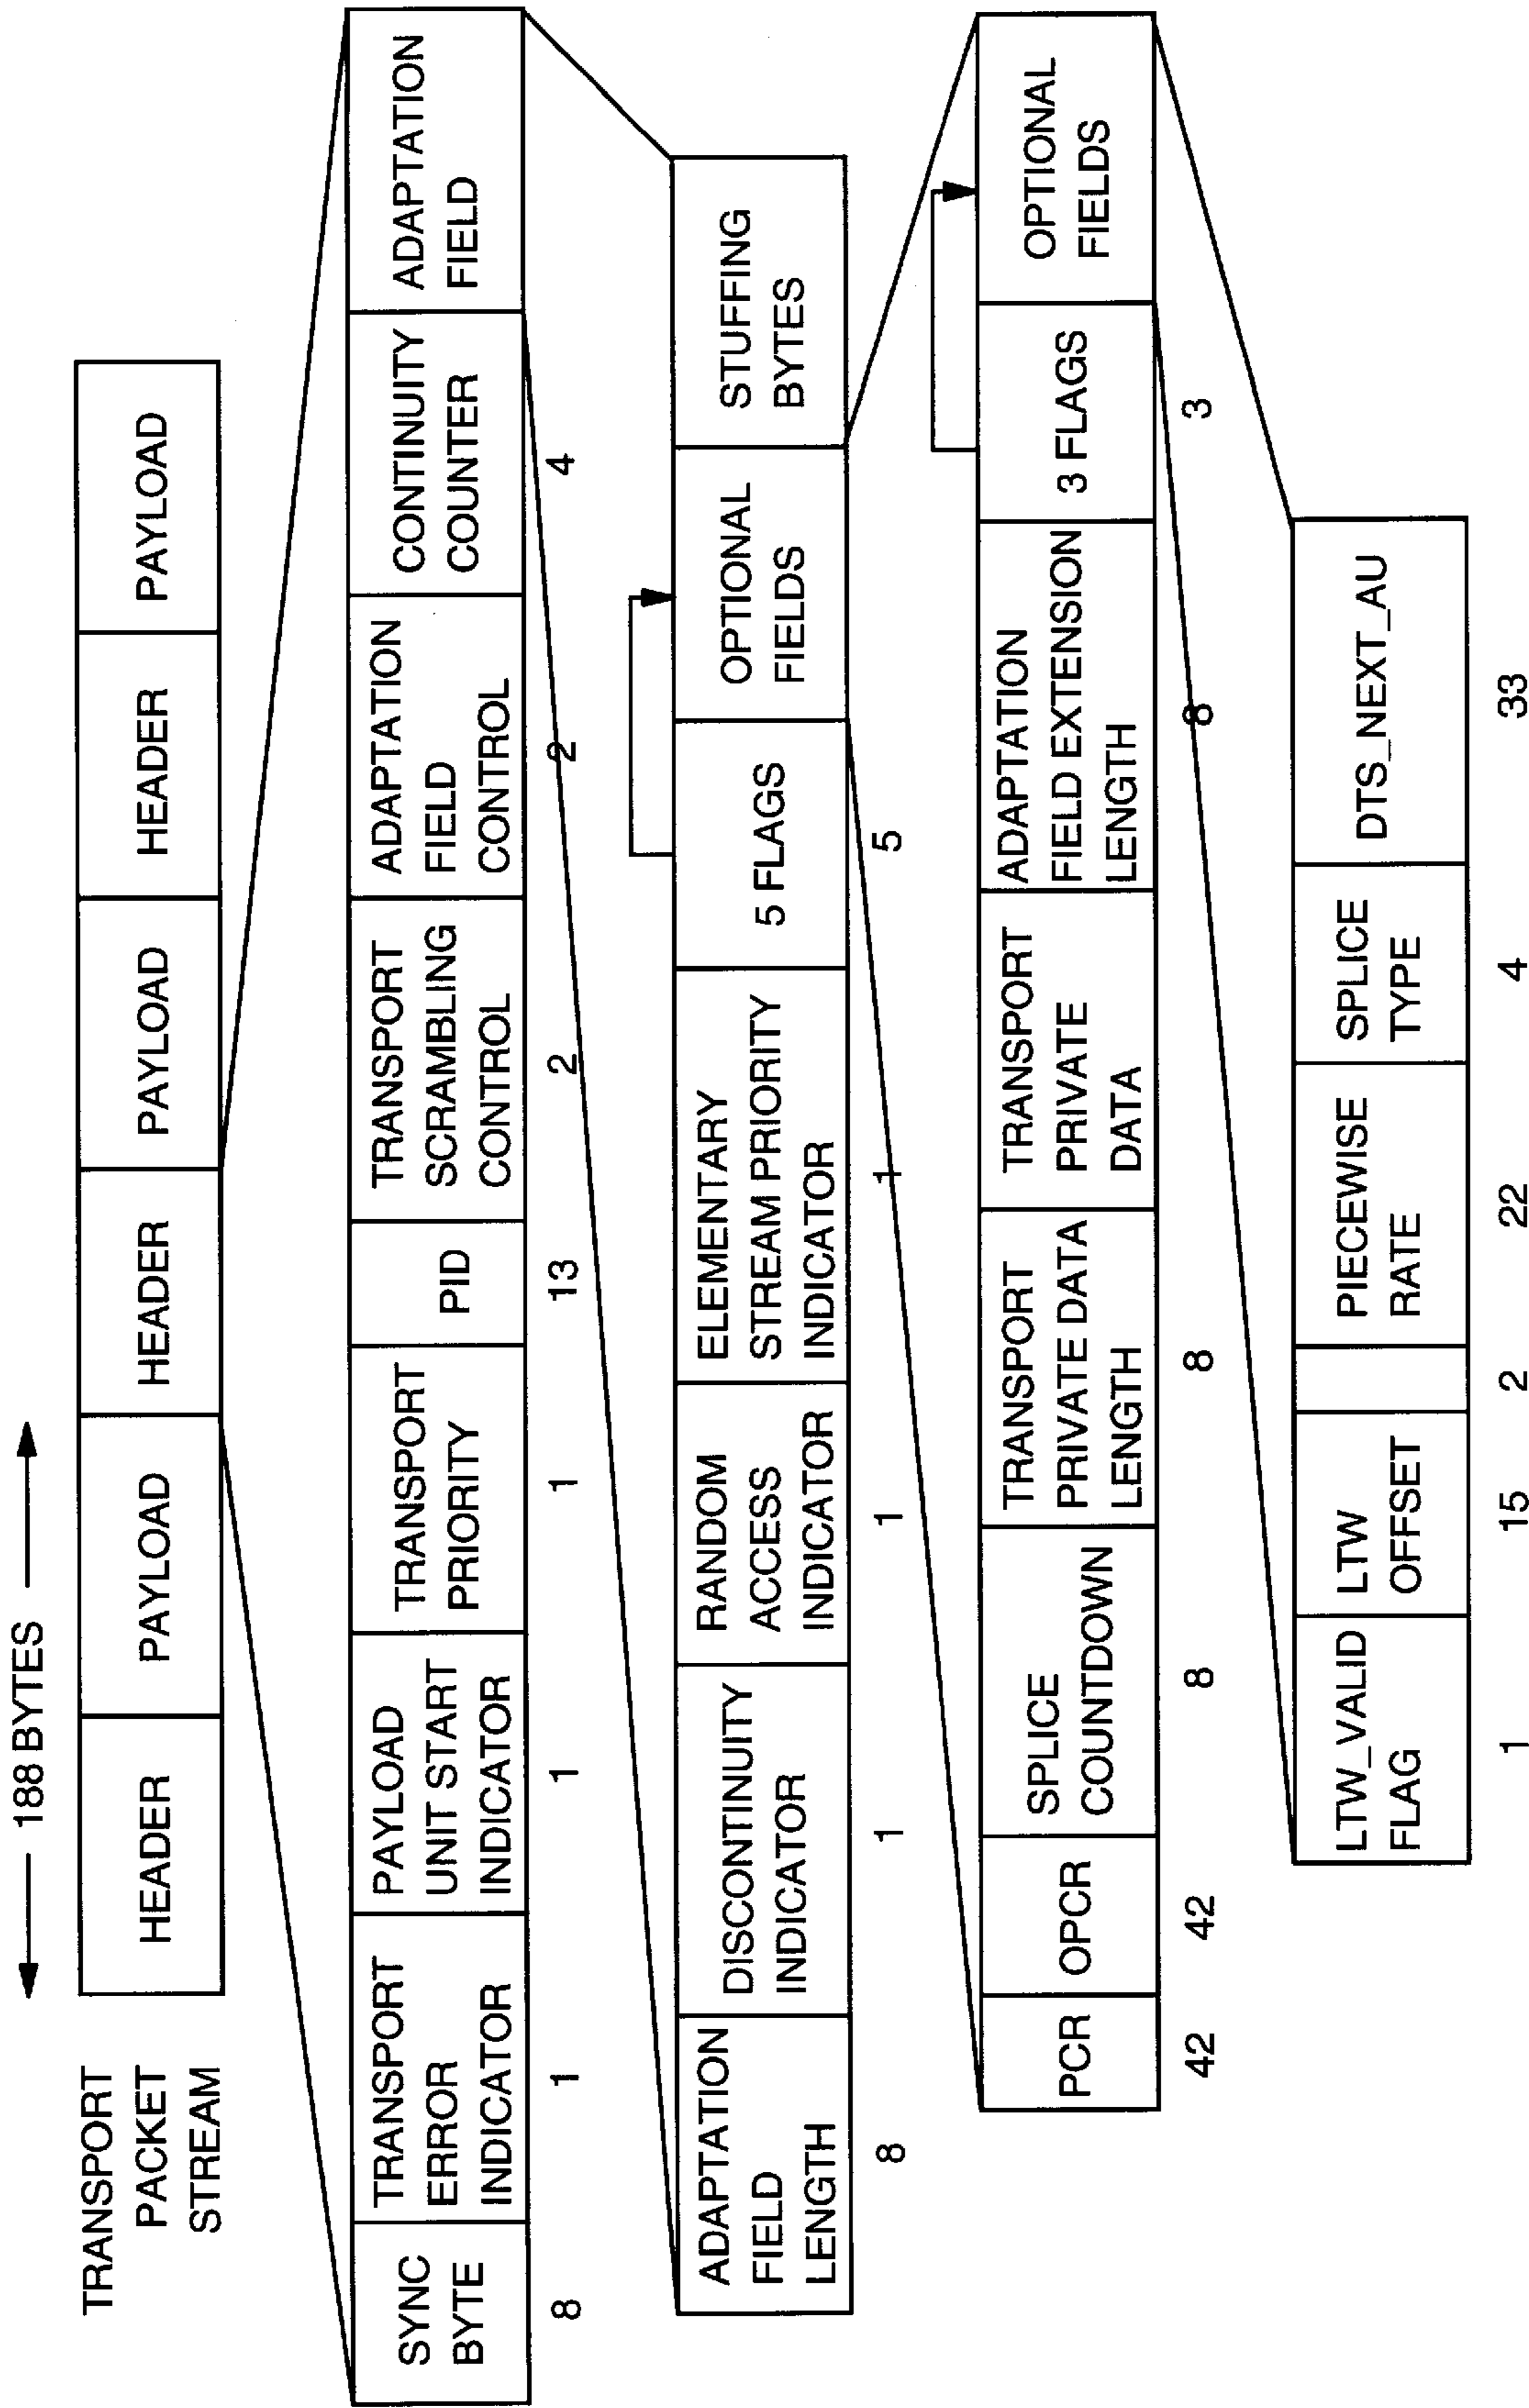 188 BYTES
TRANSPORT
PACKET
STREAM
HEADER
PAYLOAD
HEADER
PAYLOAD
HEADER
PAYLOAD
SYNC
BYTE
TRANSPORT
ERROR
INDICATOR
PAYLOAD
UNIT START
INDICATOR
TRANSPORT
PRIORITY
PID
TRANSPORT
SCRAMBLING
CONTROL
ADAPTATION
FIELD
CONTROL
CONTINUITY
COUNTER
ADAPTATION
FIELD
8
1
1
1
13
2
2
4
ADAPTATION
FIELD
LENGTH
DISCONTINUITY
INDICATOR
RANDOM
ACCESS
INDICATOR
ELEMENTARY
STREAM PRIORITY
INDICATOR
5 FLAGS
OPTIONAL
FIELDS
STUFFING
BYTES
8
1
1
1
5
PCR
OPCR
SPLICE
COUNTDOWN
TRANSPORT
PRIVATE DATA
LENGTH
TRANSPORT
PRIVATE
DATA
ADAPTATION
FIELD EXTENSION
LENGTH
3 FLAGS
OPTIONAL
FIELDS
42
42
8
8
8
3
LTW_VALID
FLAG
LTW
OFFSET
PIECEWISE
RATE
SPLICE
TYPE
DTS_NEXT_AU
1
15
2
22
4
33